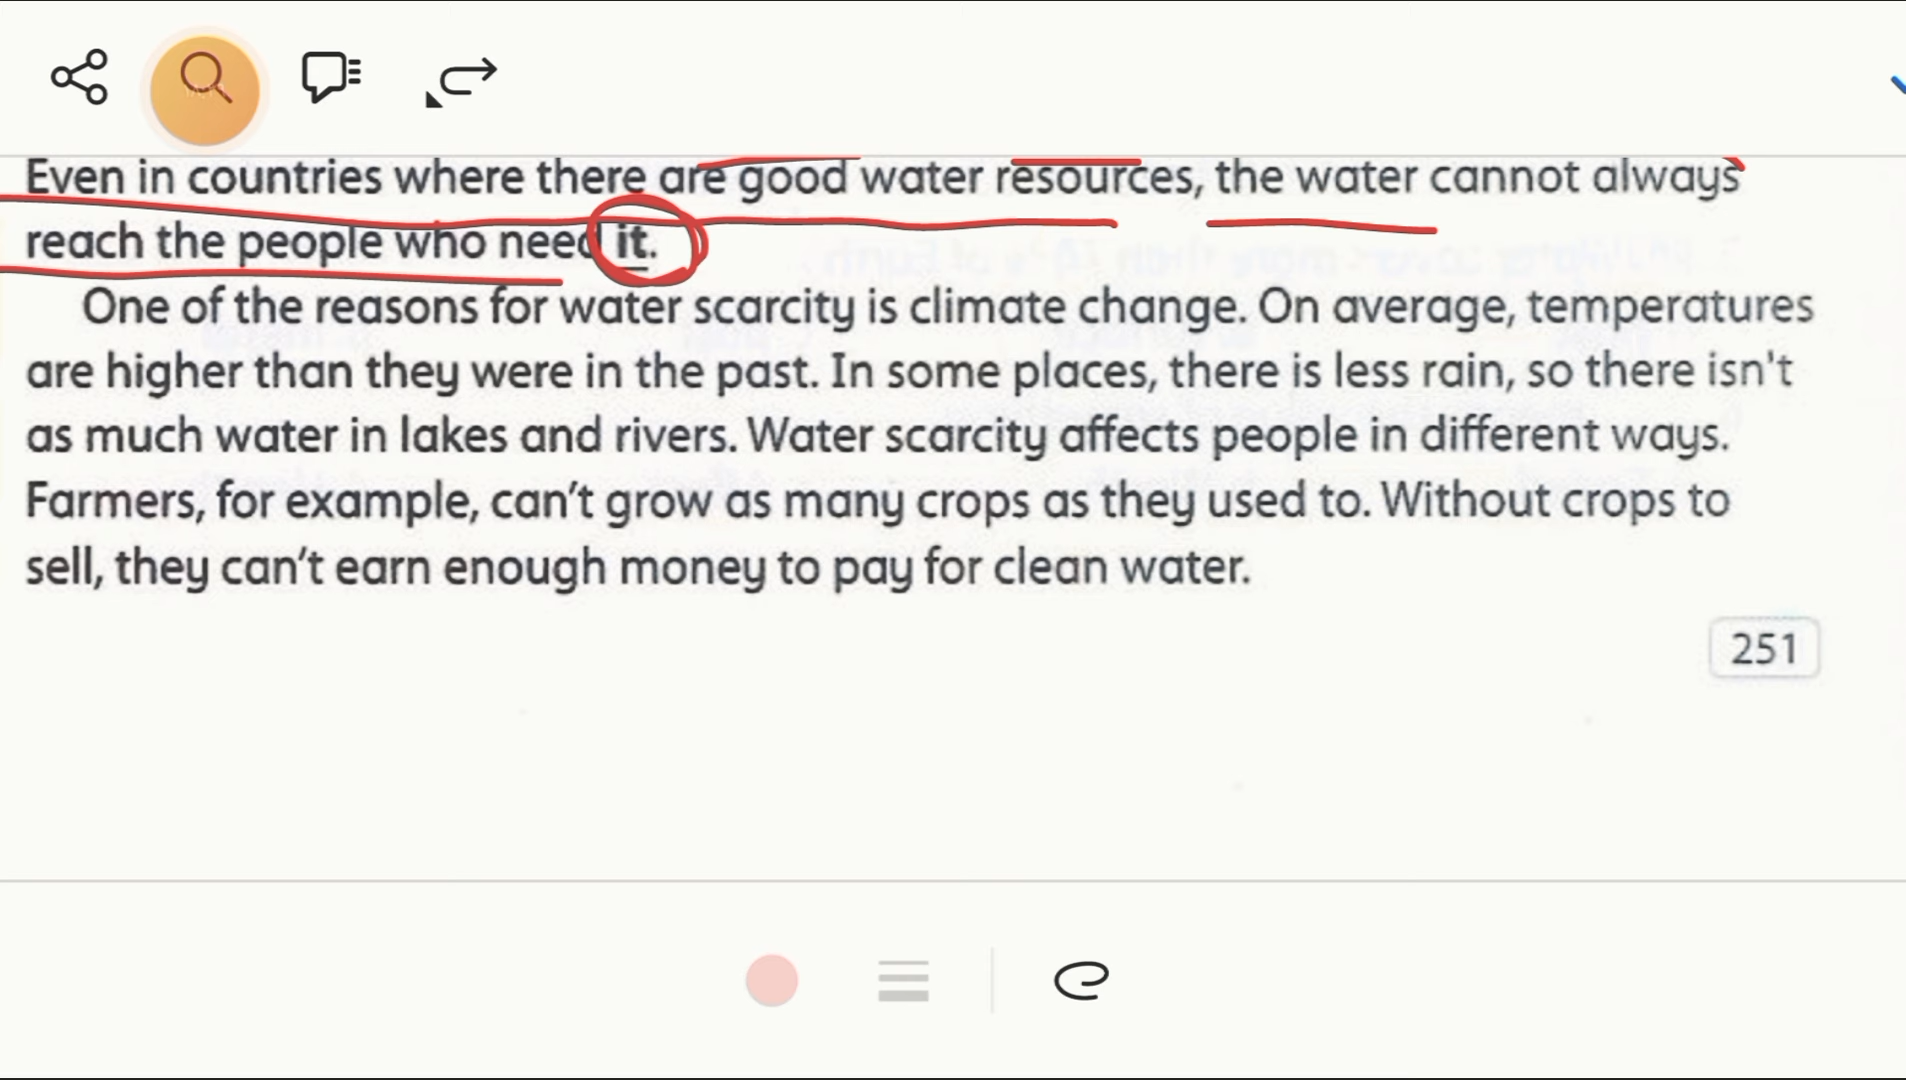 Even in countries where there are good water resources, the water cannot always
reach the people who need it.
One of the reasons for water scarcity is climate change. On average, temperatures
are higher than they were in the past. In some places, there is less rain, so there isn't
as much water in lakes and rivers. Water scarcity affects people in different ways.
Farmers, for example, can't grow as many crops as they used to. Without crops to
sell, they can't earn enough money to pay for clean water.
251